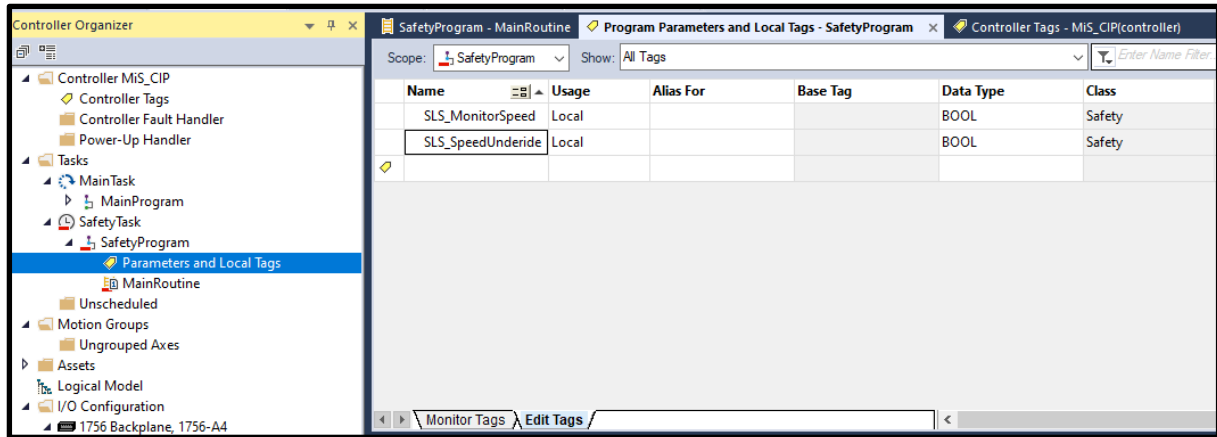 Controller Organizer
Controller MiS_CIP
Controller Tags
Controller Fault Handler
Power-Up Handler
Tasks
MainTask
MainProgram
SafetyTask
SafetyProgram
Parameters and Local Tags
MainRoutine
Unscheduled
Motion Groups
Ungrouped Axes
Assets
Logical Model
I/O Configuration
1756 Backplane, 1756-A4
SafetyProgram - MainRoutine Program Parameters and Local Tags - SafetyProgram Controller Tags - MiS_CIP(controller)
Scope: SafetyProgram Show: All Tags Enter Name Filter...
Name Usage Alias For Base Tag Data Type Class
SLS_MonitorSpeed Local BOOL Safety
SLS_SpeedUnderide Local BOOL Safety
Monitor Tags Edit Tags